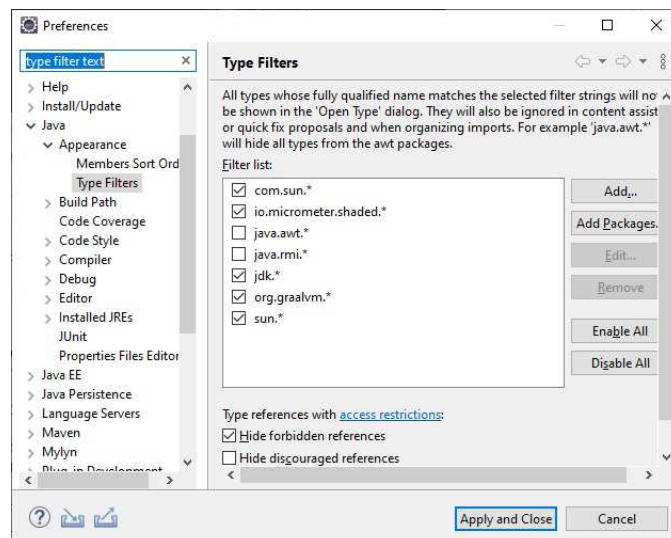 Preferences
type filter text
Help
Install/Update
Java
Appearance
Members Sort Ord
Type Filters
Build Path
Code Coverage
Code Style
Compiler
Debug
Editor
Installed JREs
JUnit
Properties Files Editor
Java EE
Java Persistence
Language Servers
Maven
Mylyn
Plug-in Development
Type Filters
All types whose fully qualified name matches the selected filter strings will not
be shown in the 'Open Type' dialog. They will also be ignored in content assist
or quick fix proposals and when organizing imports. For example 'java.awt.*'
will hide all types from the awt packages.
Filter list:
com.sun.*
io.micrometer.shaded.*
java.awt.*
java.rmi.*
jdk.*
org.graalvm.*
sun.*
Add...
Add Packages.
Edit...
Remove
Enable All
Disable All
Type references with access restrictions:
Hide forbidden references
Hide discouraged references
Apply and Close
Cancel